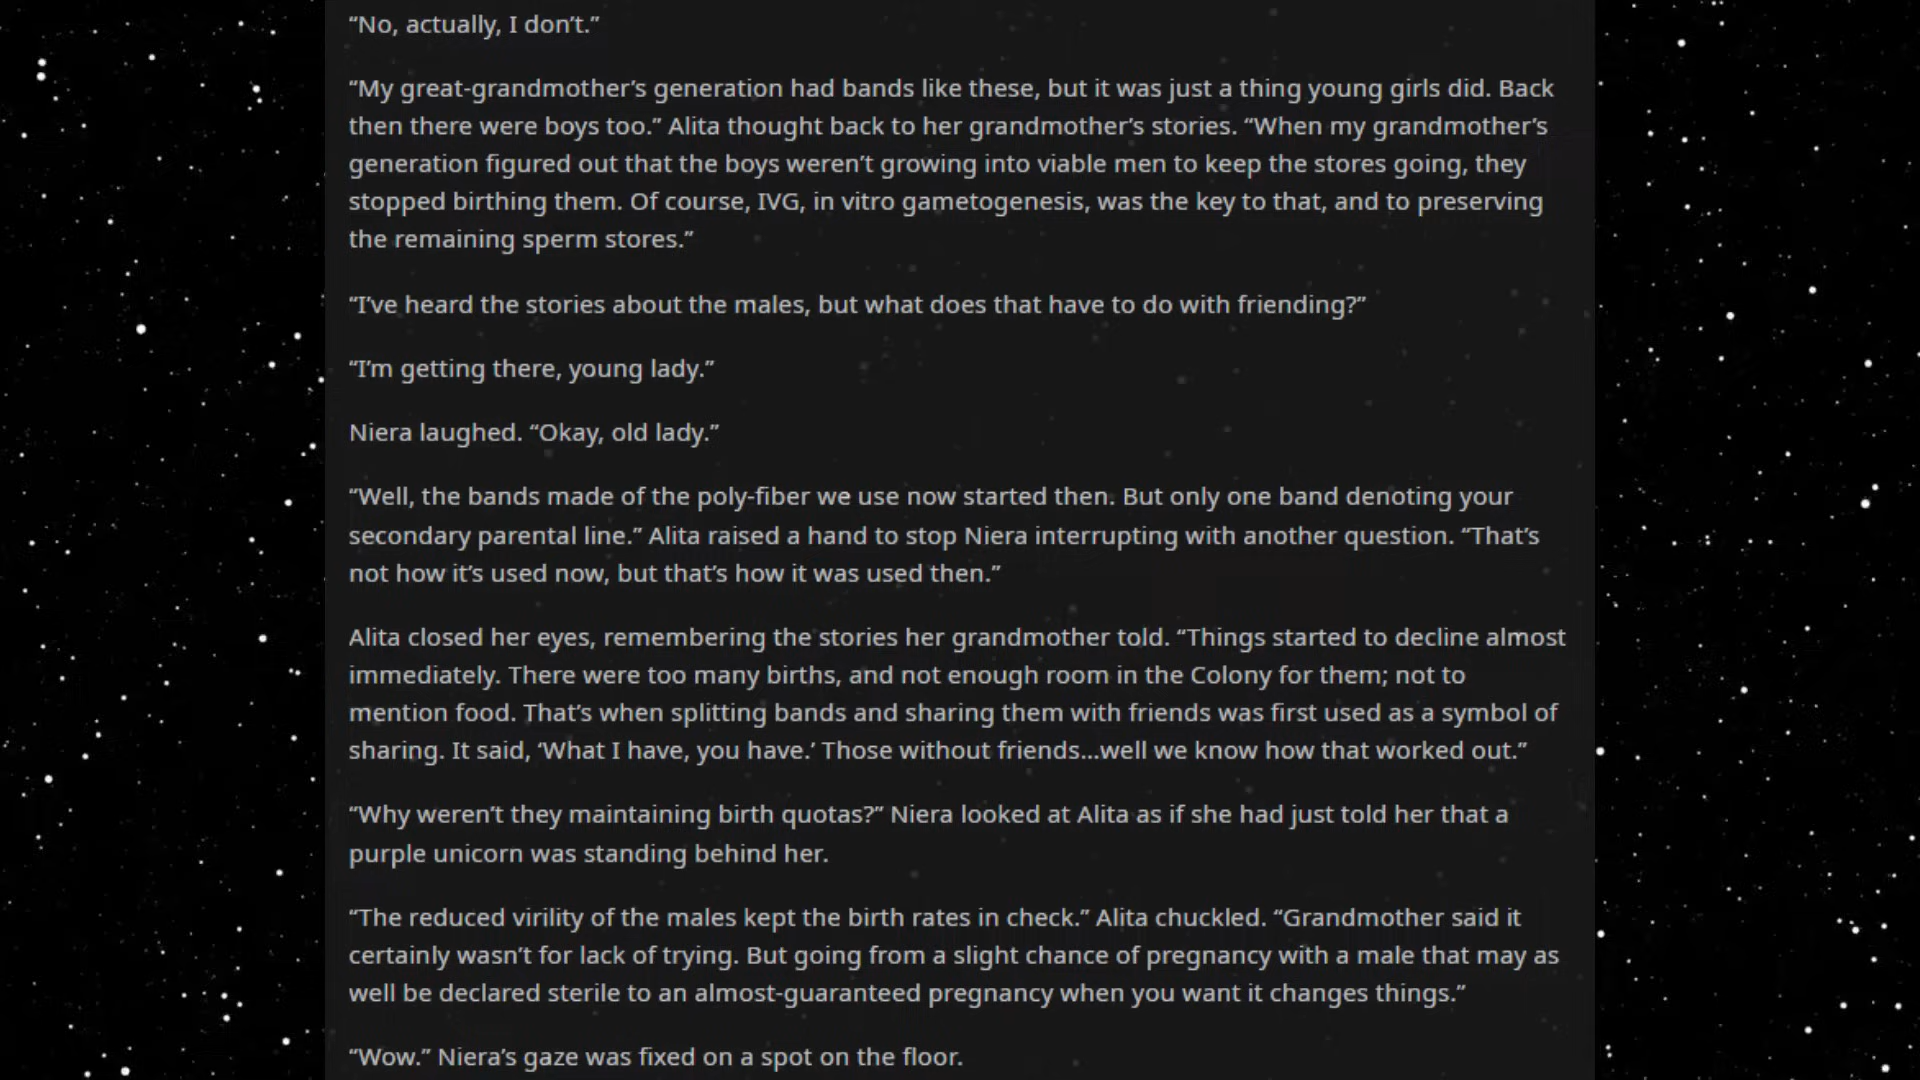 “No, actually, I don’t.”
“My great-grandmother’s generation had bands like these, but it was just a thing young girls did. Back
then there were boys too.” Alita thought back to her grandmother’s stories. “When my grandmother’s
generation figured out that the boys weren’t growing into viable men to keep the stores going, they
stopped birthing them. Of course, IVG, in vitro gametogenesis, was the key to that, and to preserving
the remaining sperm stores.”
“I’ve heard the stories about the males, but what does that have to do with friending?”
“I’m getting there, young lady.”
Niera laughed. “Okay, old lady.”
“Well, the bands made of the poly-fiber we use now started then. But only one band denoting your
secondary parental line.” Alita raised a hand to stop Niera interrupting with another question. “That’s
not how it’s used now, but that’s how it was used then.”
Alita closed her eyes, remembering the stories her grandmother told. “Things started to decline almost
immediately. There were too many births, and not enough room in the Colony for them; not to
mention food. That’s when splitting bands and sharing them with friends was first used as a symbol of
sharing. It said, ‘What I have, you have.’ Those without friends…well we know how that worked out.”
“Why weren’t they maintaining birth quotas?” Niera looked at Alita as if she had just told her that a
purple unicorn was standing behind her.
“The reduced virility of the males kept the birth rates in check.” Alita chuckled. “Grandmother said it
certainly wasn’t for lack of trying. But going from a slight chance of pregnancy with a male that may as
well be declared sterile to an almost-guaranteed pregnancy when you want it changes things.”
“Wow.” Niera’s gaze was fixed on a spot on the floor.